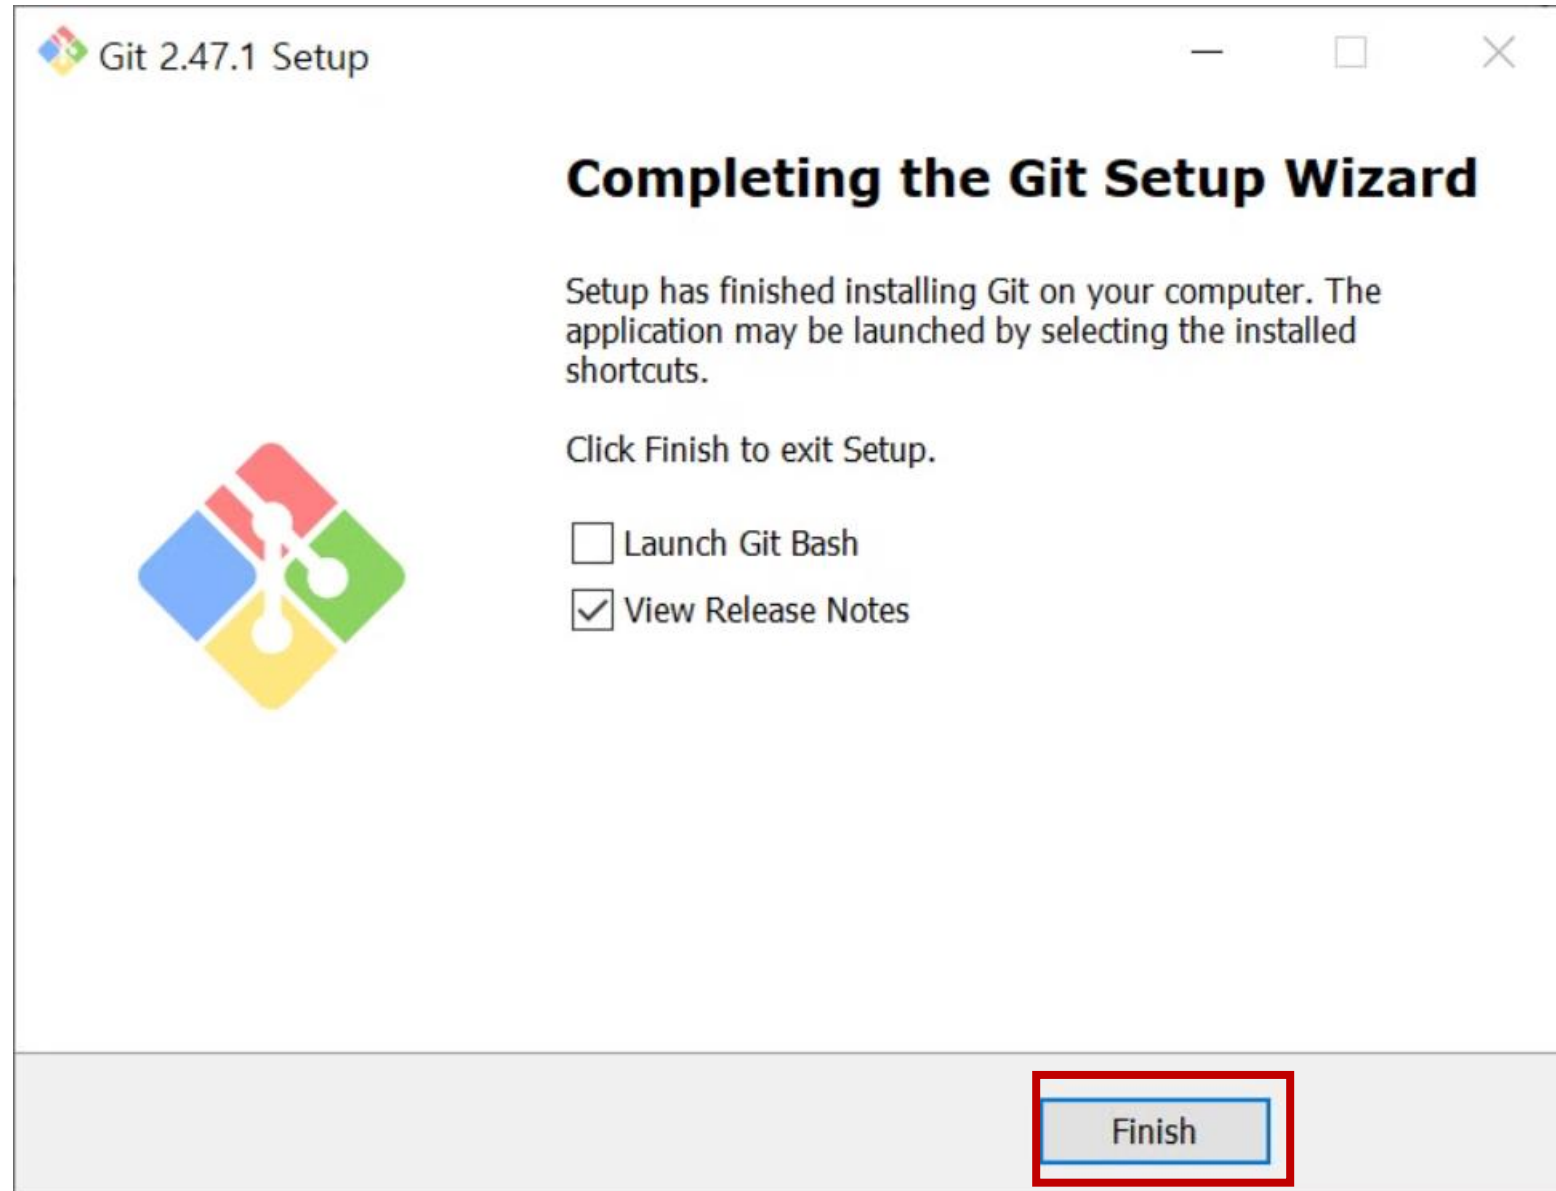 Git 2.47.1 Setup
Completing the Git Setup Wizard
Setup has finished installing Git on your computer. The
application may be launched by selecting the installed
shortcuts.
Click Finish to exit Setup.
Launch Git Bash
View Release Notes
Finish